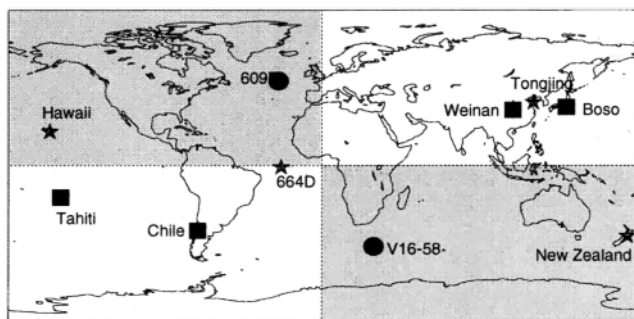 609
Tongjing
Hawaii
Weinan
Boso
664D
Tahiti
Chile
V16-58-
New Zealand